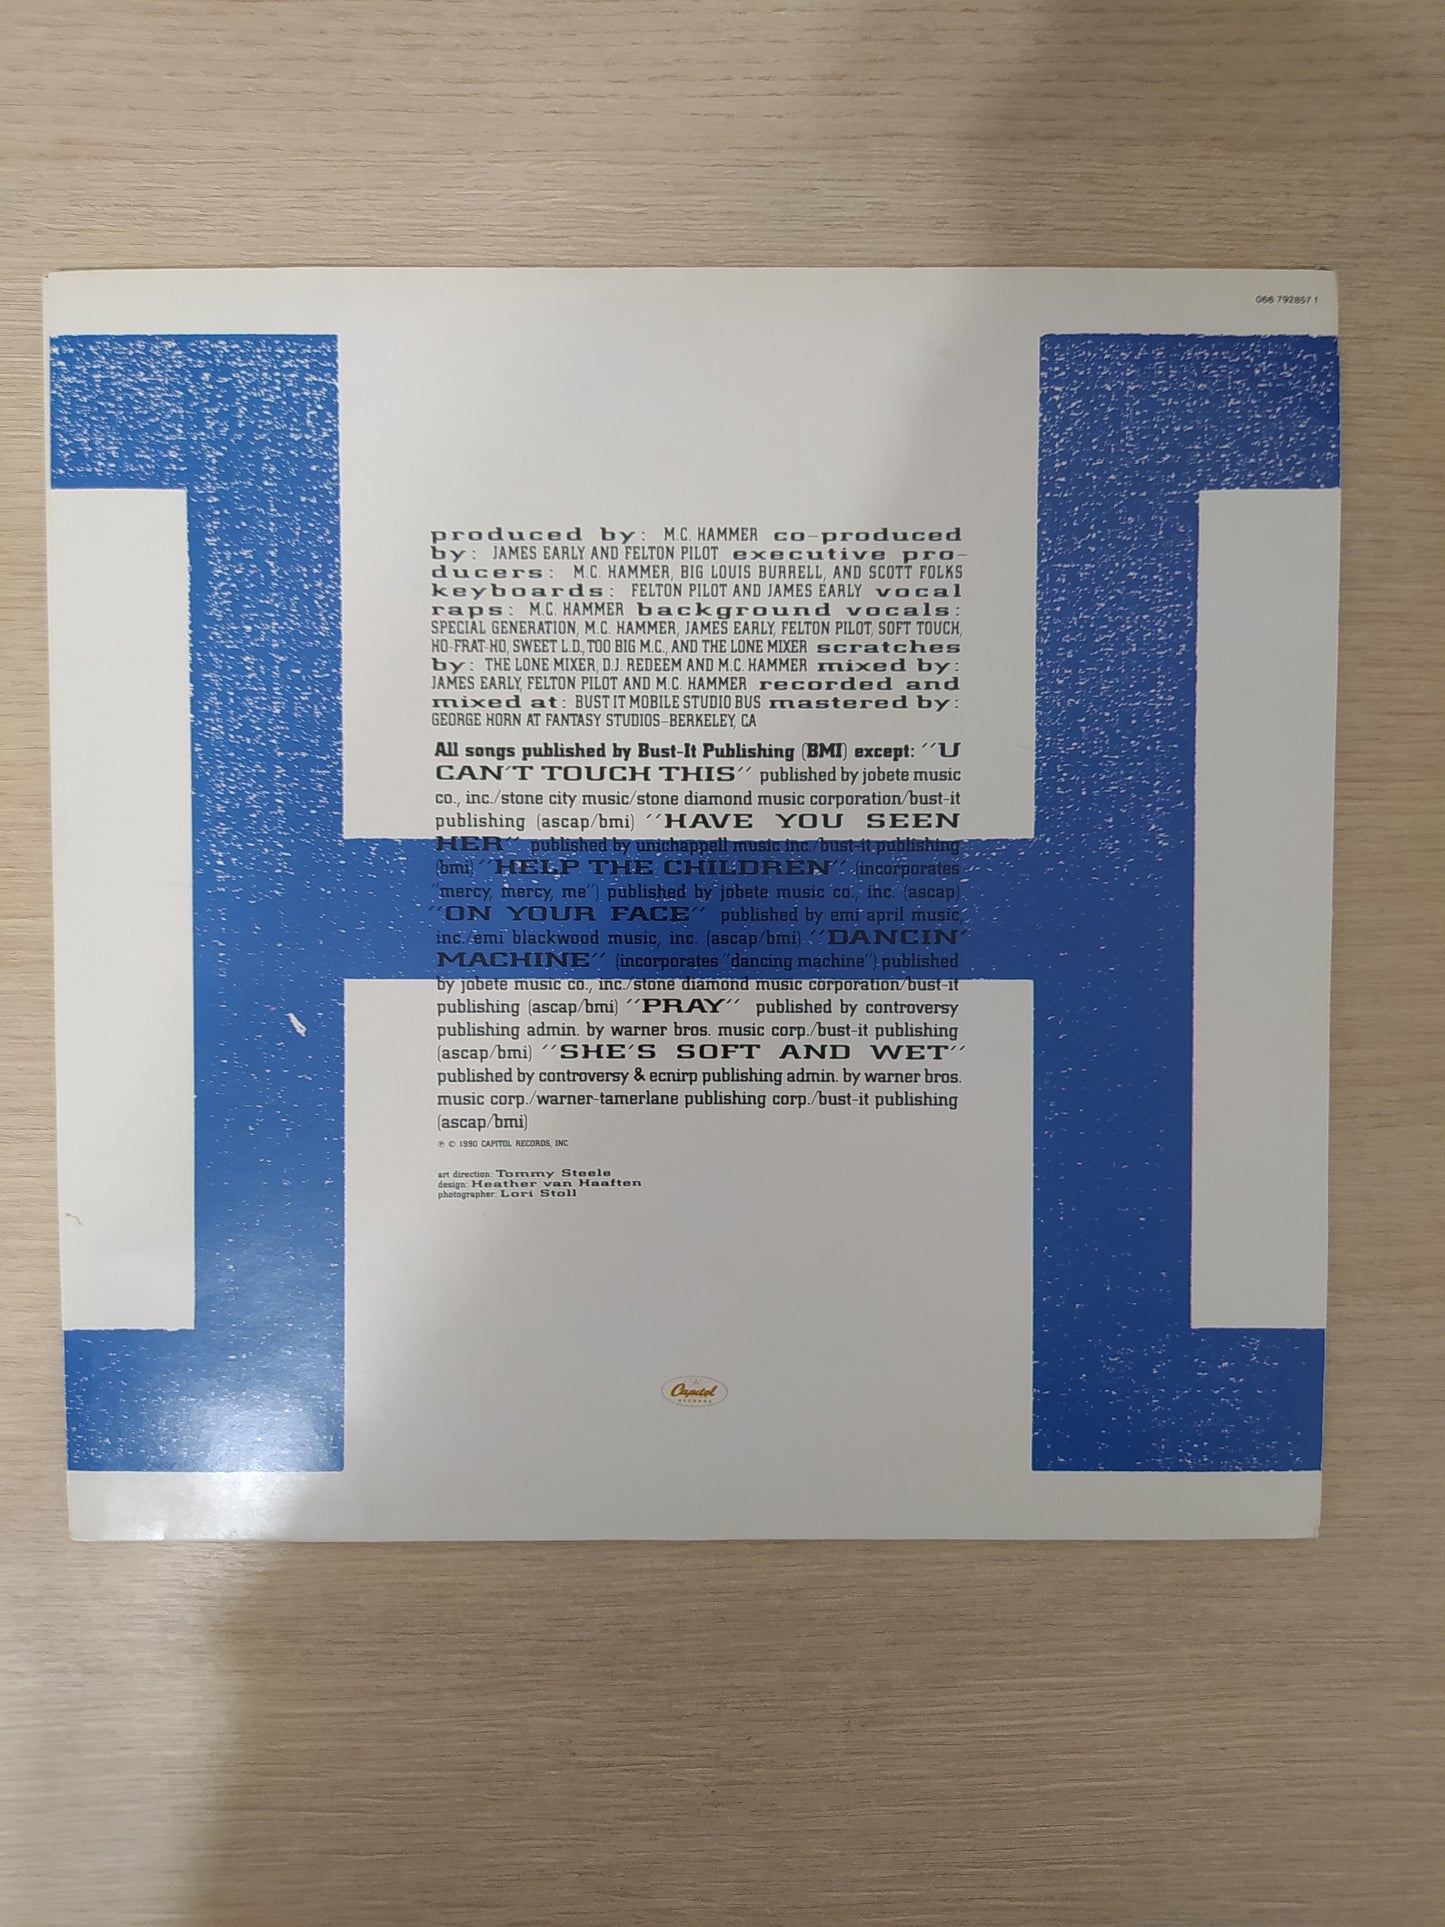 066 792857 1
produced by: M.C. HAMMER co-produced
by: JAMES EARLY AND FELTON PILOT executive pro-
ducers: M.C. HAMMER, BIG LOUIS BURRELL, AND SCOTT FOLKS
keyboards: FELTON PILOT AND JAMES EARLY vocal
raps: M.C. HAMMER background vocals:
SPECIAL GENERATION, M.C. HAMMER, JAMES EARLY, FELTON PILOT, SOFT TOUCH,
HO-FRAT-HO, SWEET L.D., TOO BIG M.C., AND THE LONE MIXER scratches
by: THE LONE MIXER, D.J. REDEEM AND M.C. HAMMER mixed by:
JAMES EARLY, FELTON PILOT AND M.C. HAMMER recorded and
mixed at: BUST IT MOBILE STUDIO BUS mastered by:
GEORGE HORN AT FANTASY STUDIOS–BERKELEY, CA
All songs published by Bust-It Publishing (BMI) except: "U
CAN'T TOUCH THIS" published by jobete music
co., inc./stone city music/stone diamond music corporation/bust-it
publishing (ascap/bmi) "HAVE YOU SEEN
HER" published by unichappell music inc./bust-it publishing
(bmi) "HELP THE CHILDREN" (incorporates
"mercy, mercy, me") published by jobete music co., inc. (ascap)
"ON YOUR FACE" published by emi april music,
inc./emi blackwood music, inc. (ascap/bmi) "DANCIN'
MACHINE" (incorporates "dancing machine") published
by jobete music co., inc./stone diamond music corporation/bust-it
publishing (ascap/bmi) "PRAY" published by controversy
publishing admin. by warner bros. music corp./bust-it publishing
(ascap/bmi) "SHE'S SOFT AND WET"
published by controversy & ecnirp publishing admin. by warner bros.
music corp./warner-tamerlane publishing corp./bust-it publishing
(ascap/bmi)
℗ © 1990 CAPITOL RECORDS, INC.
art direction: Tommy Steele
design: Heather van Haaften
photographer: Lori Stoll
Capitol
RECORDS